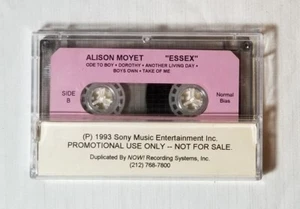 ALISON MOYET "ESSEX"
ODE TO BOY • DOROTHY • ANOTHER LIVING DAY •
BOYS OWN • TAKE OF ME
SIDE
B
Normal
Bias
(P) 1993 Sony Music Entertainment Inc.
PROMOTIONAL USE ONLY -- NOT FOR SALE.
Duplicated By NOW! Recording Systems, Inc.
(212) 768-7800